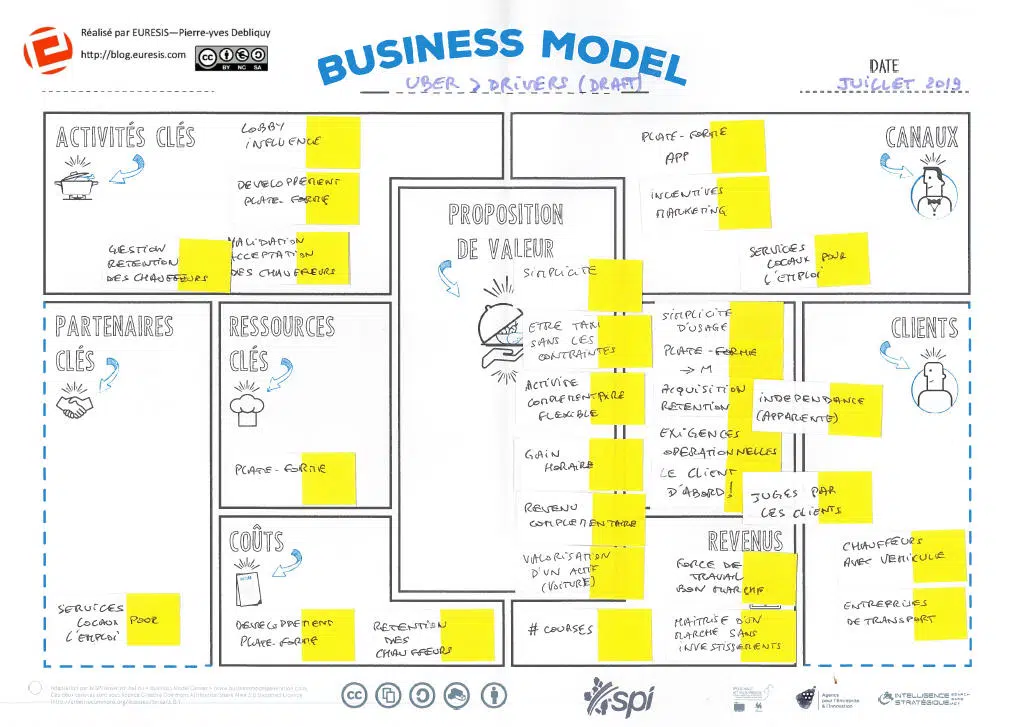 Réalisé par EURESIS—Pierre-yves Debliquy
http://blog.euresis.com
BY NC SA
BUSINESS MODEL
UBER > DRIVERS (DRAFT)
DATE
JUILLET 2019
ACTIVITÉS CLÉS
LOBBY
INFLUENCE
DEVELOPPEMENT
PLATE-FORME
GESTION
RETENTION
DES CHAUFFEURS
VALIDATION
ACCEPTATION
DES CHAUFFEURS
PROPOSITION
DE VALEUR
SIMPLICITE
ETRE TAXI
SANS LES
CONTRAINTES
ACTIVITE
COMPLEMENTAIRE
FLEXIBLE
GAIN
HORAIRE
REVENU
COMPLEMENTAIRE
VALORISATION
D'UN ACTIF
(VOITURE)
CANAUX
PLATE-FORME
APP
INCENTIVES
MARKETING
SERVICES
LOCAUX POUR
L'EMPLOI
SIMPLICITE
D'USAGE
PLATE-FORME
→ M
ACQUISITION
RETENTION
INDEPENDANCE
(APPARENTE)
EXIGENCES
OPERATIONNELLES
LE CLIENT
D'ABORD!
JUGES PAR
LES CLIENTS
CLIENTS
CHAUFFEURS
AVEC VEHICULE
ENTREPRISES
DE TRANSPORT
PARTENAIRES
CLÉS
SERVICES
LOCAUX POUR
L'EMPLOI
RESSOURCES
CLÉS
PLATE-FORME
COÛTS
DEVELOPPEMENT
PLATE-FORME
RETENTION
DES
CHAUFFEURS
REVENUS
# COURSES
FORCE DE
TRAVAIL
BON MARCHE
MAITRISE D'UN
MARCHE SANS
INVESTISSEMENTS
spi
Agence
pour l'Entreprise
& l'Innovation
INTELLIGENCE
STRATÉGIQUE